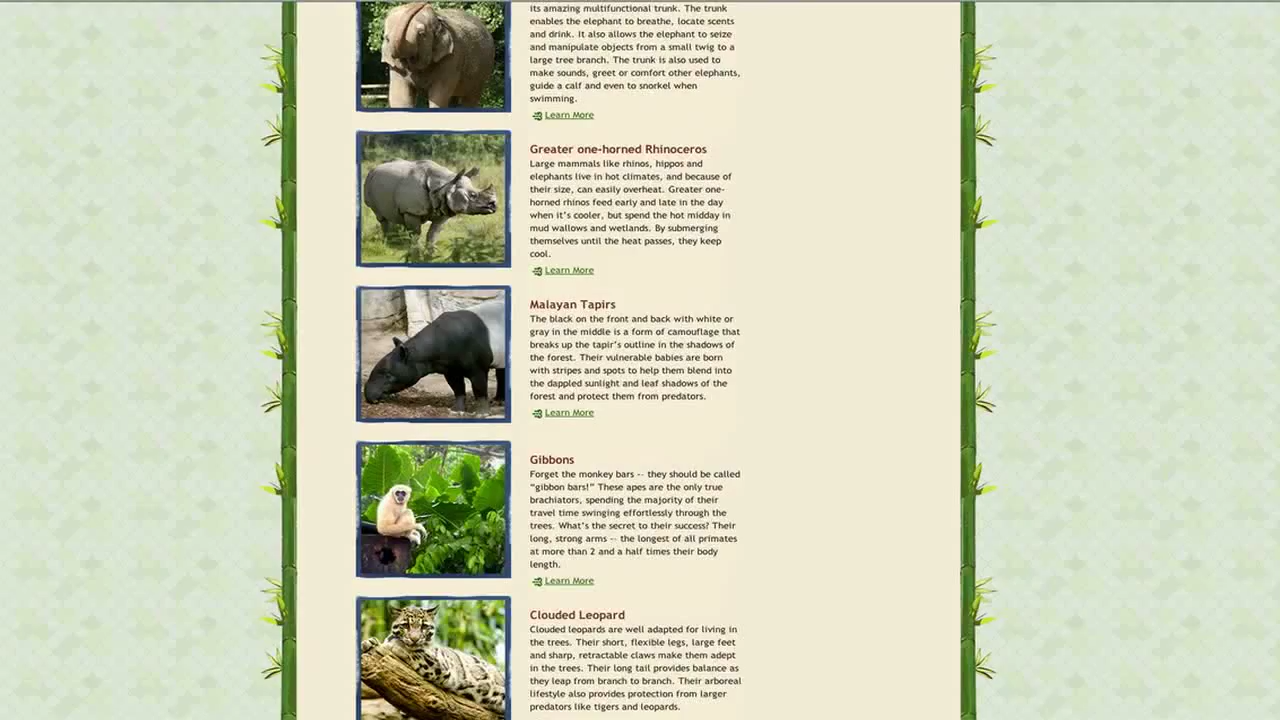 its amazing multifunctional trunk. The trunk
enables the elephant to breathe, locate scents
and drink. It also allows the elephant to seize
and manipulate objects from a small twig to a
large tree branch. The trunk is also used to
make sounds, greet or comfort other elephants,
guide a calf and even to snorkel when
swimming.
Learn More
Greater one-horned Rhinoceros
Large mammals like rhinos, hippos and
elephants live in hot climates, and because of
their size, can easily overheat. Greater one-
horned rhinos feed early and late in the day
when it's cooler, but spend the hot midday in
mud wallows and wetlands. By submerging
themselves until the heat passes, they keep
cool.
Learn More
Malayan Tapirs
The black on the front and back with white or
gray in the middle is a form of camouflage that
breaks up the tapir's outline in the shadows of
the forest. Their vulnerable babies are born
with stripes and spots to help them blend into
the dappled sunlight and leaf shadows of the
forest and protect them from predators.
Learn More
Gibbons
Forget the monkey bars -- they should be called
“gibbon bars!” These apes are the only true
brachiators, spending the majority of their
travel time swinging effortlessly through the
trees. What's the secret to their success? Their
long, strong arms -- the longest of all primates
at more than 2 and a half times their body
length.
Learn More
Clouded Leopard
Clouded leopards are well adapted for living in
the trees. Their short, flexible legs, large feet
and sharp, retractable claws make them adept
in the trees. Their long tail provides balance as
they leap from branch to branch. Their arboreal
lifestyle also provides protection from larger
predators like tigers and leopards.